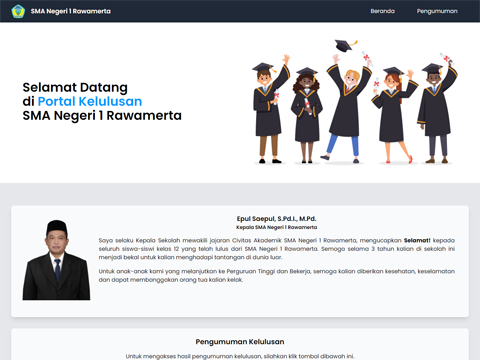 SMA Negeri 1 Rawamerta
Beranda
Pengumuman
Selamat Datang
di Portal Kelulusan
SMA Negeri 1 Rawamerta
Epul Saepul, S.Pd.I., M.Pd.
Kepala SMA Negeri 1 Rawamerta
Saya selaku Kepala Sekolah mewakili jajaran Civitas Akademik SMA Negeri 1 Rawamerta, mengucapkan Selamat! kepada
seluruh siswa-siswi kelas 12 yang telah lulus dari SMA Negeri 1 Rawamerta. Semoga selama 3 tahun kalian di sekolah ini
menjadi bekal untuk kalian menghadapi tantangan di dunia luar.
Untuk anak-anak kami yang melanjutkan ke Perguruan Tinggi dan Bekerja, semoga kalian diberikan kesehatan, keselamatan
dan dapat membanggakan orang tua kalian kelak.
Pengumuman Kelulusan
Untuk mengakses hasil pengumuman kelulusan, silahkan klik tombol dibawah ini.